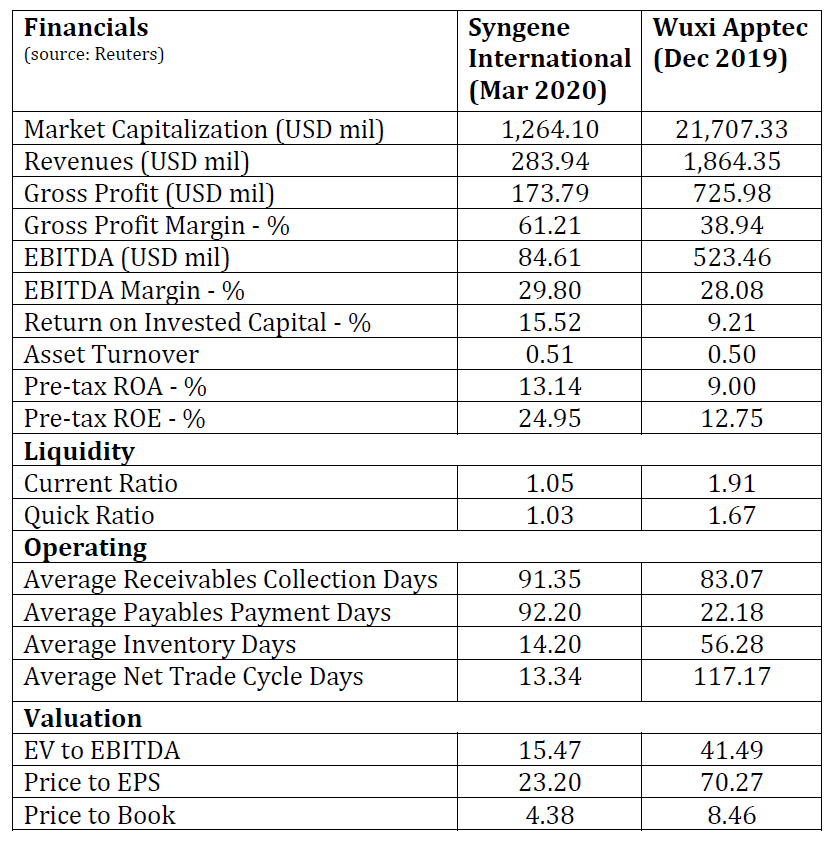 Financials
(source: Reuters)
Syngene
International
(Mar 2020)
Wuxi Apptec
(Dec 2019)
Market Capitalization (USD mil) 1,264.10 21,707.33
Revenues (USD mil) 283.94 1,864.35
Gross Profit (USD mil) 173.79 725.98
Gross Profit Margin - % 61.21 38.94
EBITDA (USD mil) 84.61 523.46
EBITDA Margin - % 29.80 28.08
Return on Invested Capital - % 15.52 9.21
Asset Turnover 0.51 0.50
Pre-tax ROA - % 13.14 9.00
Pre-tax ROE - % 24.95 12.75
Liquidity
Current Ratio 1.05 1.91
Quick Ratio 1.03 1.67
Operating
Average Receivables Collection Days 91.35 83.07
Average Payables Payment Days 92.20 22.18
Average Inventory Days 14.20 56.28
Average Net Trade Cycle Days 13.34 117.17
Valuation
EV to EBITDA 15.47 41.49
Price to EPS 23.20 70.27
Price to Book 4.38 8.46